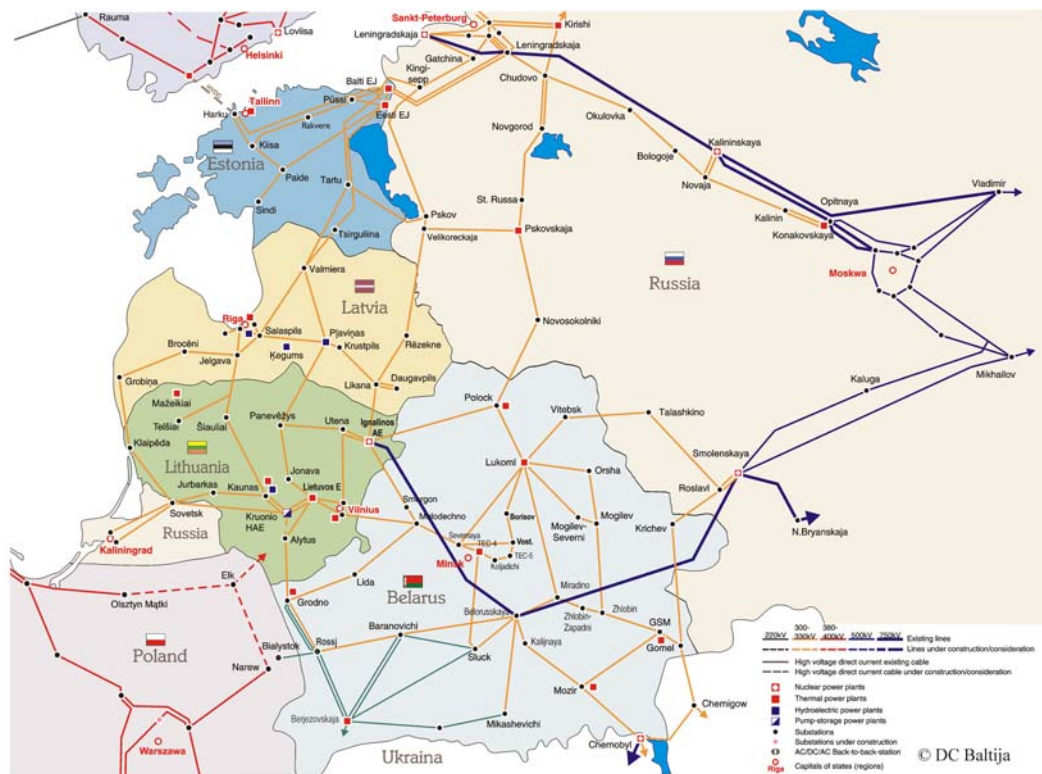 Rauma
Loviisa
Helsinki
Sankt-Peterburg
Leningradskaja
Kirishi
Leningradskaja
Gatchina
Kingi-
sepp
Chudovo
Balti EJ
Püssi
Eesti EJ
Rakvere
Tallinn
Harku
Kiisa
Estonia
Paide
Tartu
Sindi
Tsirguliina
Novgorod
Okulovka
Bologoje
Kalininskaya
Novaja
Kalinin
Opitnaya
Konakovskaya
Vladimir
Moskwa
St. Russa
Pskov
Velikoreckaja
Pskovskaja
Russia
Valmiera
Latvia
Riga
Salaspils
Pļaviņas
Krustpils
Ķegums
Rēzekne
Novosokolniki
Brocēni
Jelgava
Grobiņa
Liksna
Daugavpils
Mikhailov
Kaluga
Mažeikiai
Telšiai
Šiauliai
Panevēžys
Utena
Ignalinos
AE
Polock
Vitebsk
Talashkino
Klaipėda
Lithuania
Jurbarkas
Kaunas
Jonava
Lietuvos E
Vilnius
Kruonio
HAE
Alytus
Sovetsk
Russia
Kaliningrad
Smorgon
Molodechno
Lukoml
Orsha
Borisov
Mogilev-
Severni
Mogilev
Smolenskaya
Roslavl
Krichev
N.Bryanskaja
Severnaya
TEC-4
Vost.
TEC-5
Koljadichi
Minsk
Lida
Belarus
Grodno
Elk
Olsztyn Mątki
Poland
Bialystok
Narew
Rossj
Baranovichi
Belorusskaya
Miradino
Zhlobin-
Zapadni
Zhlobin
Sluck
Kalijnaya
GSM
Gomel
Mozir
Berjezovskaja
Mikashevichi
Chernigow
Chernobyl
Warszawa
Ukraina
220kV
300-
330kV
380-
400kV
500kV
750kV
Existing lines
Lines under construction/consideration
High voltage direct current existing cable
High voltage direct current cable under construction/consideration
Nuclear power plants
Thermal power plants
Hydroelectric power plants
Pump-storage power plants
Substations
Substations under construction
AC/DC/AC Back-to-back-station
Riga Capitals of states (regions)
© DC Baltija